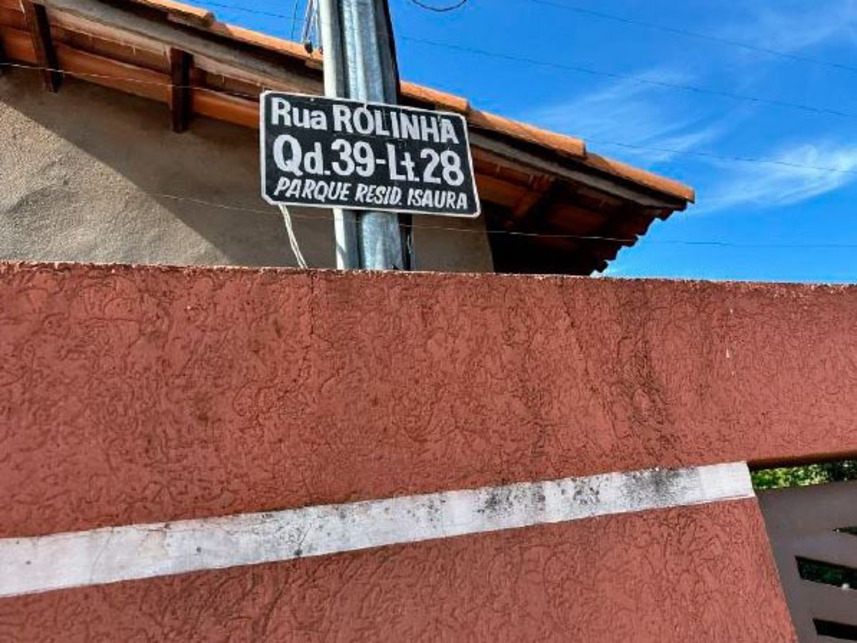 Rua ROLINHA
Qd.39-Lt.28
PARQUE RESID. ISAURA